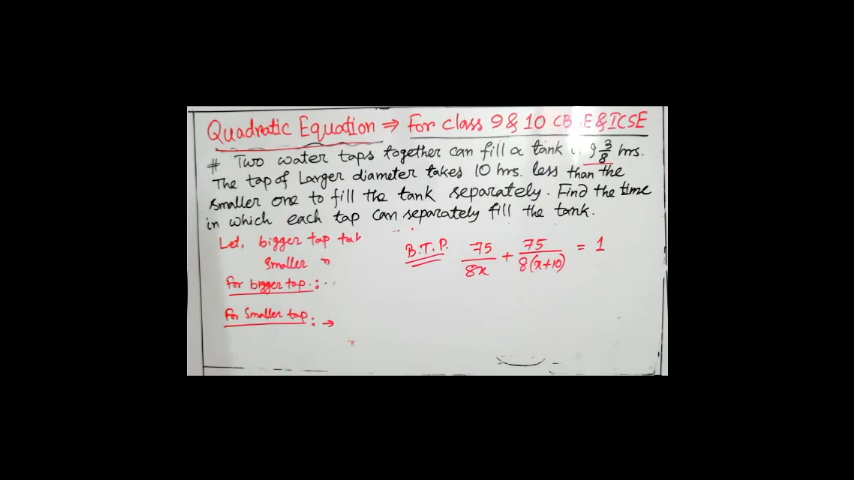 Quadratic Equation ⇒ For class 9 & 10 CB E & ICSE
# Two water taps together can fill a tank 9 3/8 hrs.
The tap of Larger diameter takes 10 hrs. less than the
smaller one to fill the tank separately. Find the time
in which each tap can separately fill the tank.
Let, bigger tap
Smaller "
For bigger tap :
For Smaller tap : →
B.T.P. 75/8x + 75/8(x+10) = 1